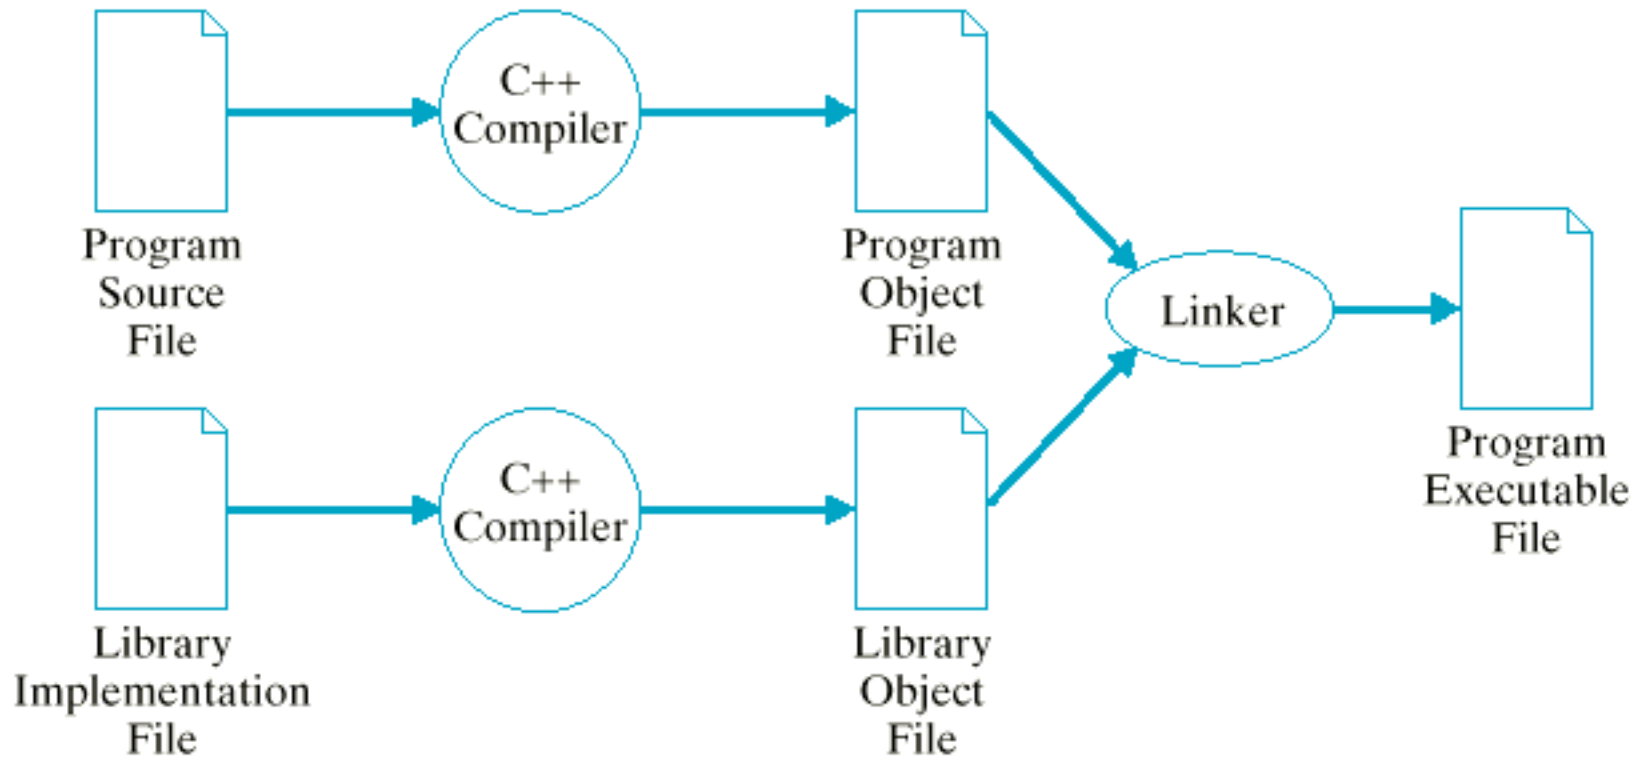 C++
Compiler
Program
Source
File
Program
Object
File
Linker
Program
Executable
File
C++
Compiler
Library
Implementation
File
Library
Object
File